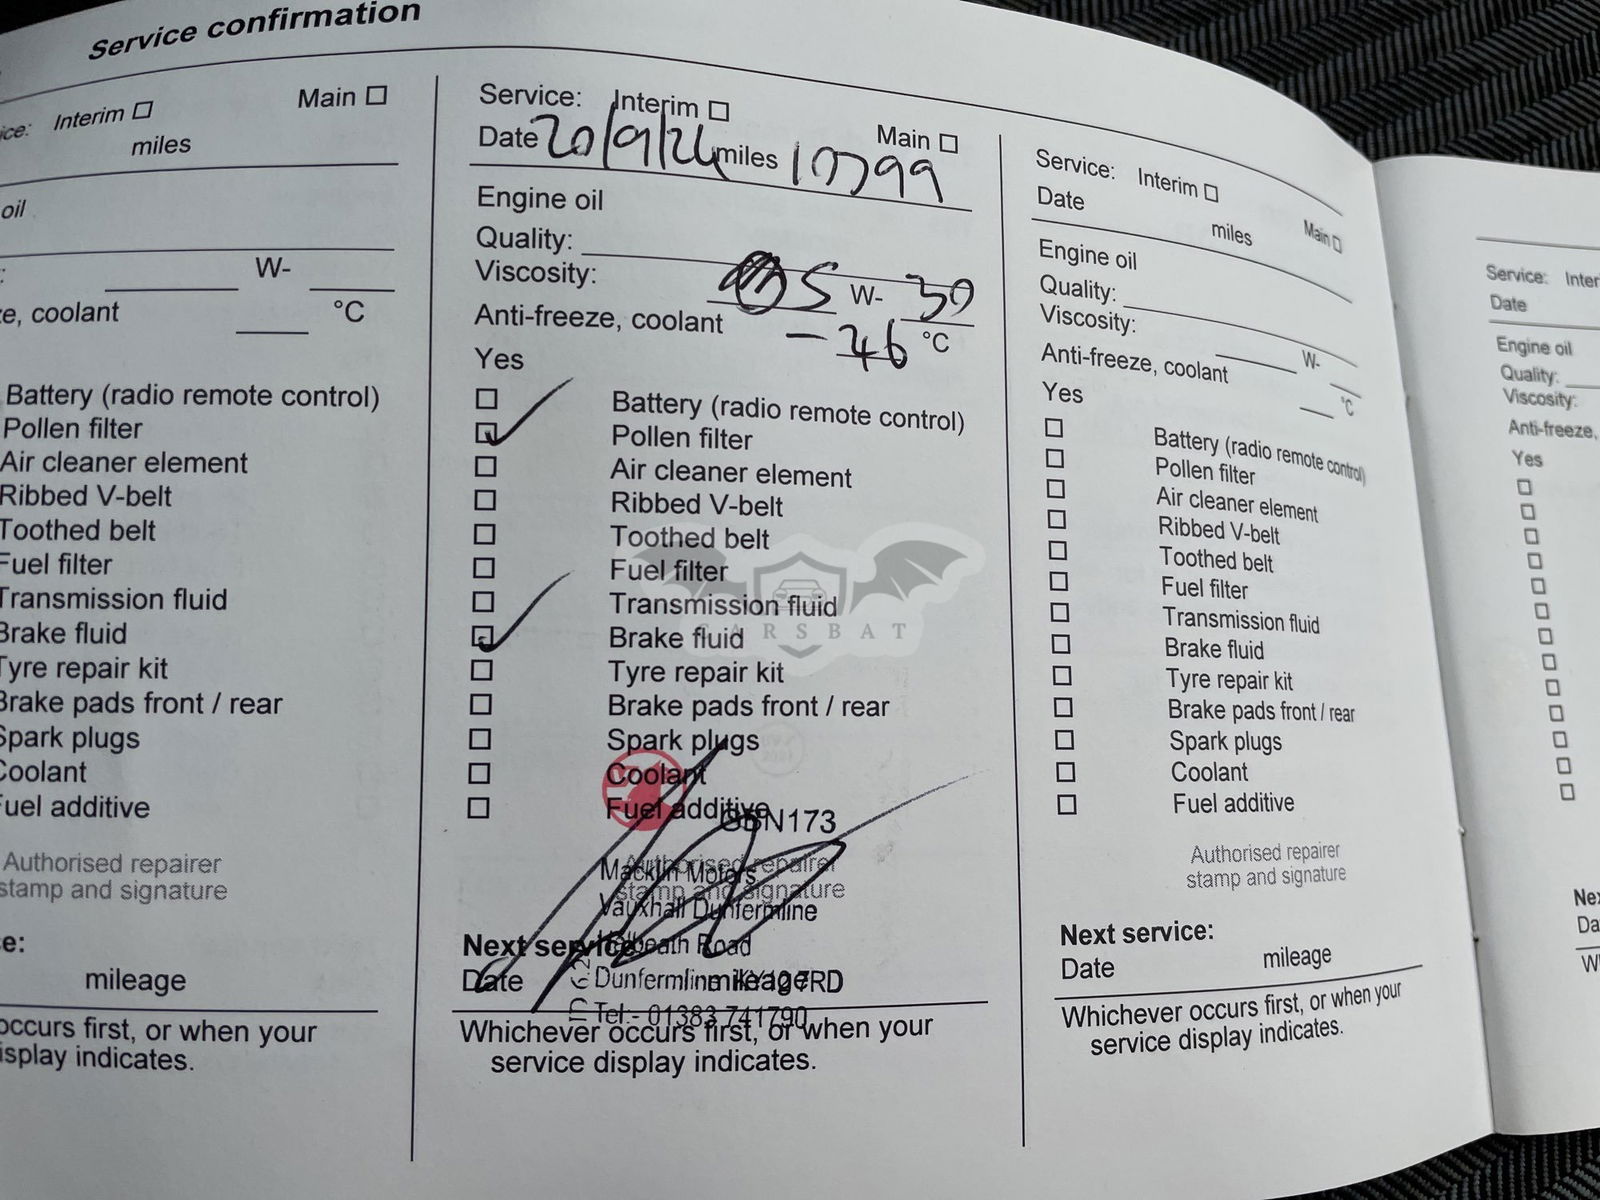 Service confirmation
ice: Interim Main
miles
oil
W-
ze, coolant °C
Battery (radio remote control)
Pollen filter
Air cleaner element
Ribbed V-belt
Toothed belt
Fuel filter
Transmission fluid
Brake fluid
Tyre repair kit
Brake pads front / rear
Spark plugs
Coolant
Fuel additive
Authorised repairer
stamp and signature
e:
mileage
occurs first, or when your
isplay indicates.
Service: Interim Main
Date 20/9/24 miles 10799
Engine oil
Quality:
Viscosity: 5 W- 30
Anti-freeze, coolant -36 °C
Yes
Battery (radio remote control)
Pollen filter
Air cleaner element
Ribbed V-belt
Toothed belt
Fuel filter
Transmission fluid
CARSBAT
Brake fluid
Tyre repair kit
Brake pads front / rear
Spark plugs
Coolant
Fuel additive
SBN173
Authorised repairer
Macklin Motors
stamp and signature
Vauxhall Dunfermline
Next service: Halbeath Road
Date mileage
Dunfermline KY12 7RD
Tel:- 01383 741790
Whichever occurs first, or when your
service display indicates.
Service: Interim Main
Date miles
Engine oil
Quality:
Viscosity: W-
Anti-freeze, coolant °C
Yes
Battery (radio remote control)
Pollen filter
Air cleaner element
Ribbed V-belt
Toothed belt
Fuel filter
Transmission fluid
Brake fluid
Tyre repair kit
Brake pads front / rear
Spark plugs
Coolant
Fuel additive
Authorised repairer
stamp and signature
Next service:
Date mileage
Whichever occurs first, or when your
service display indicates.
Service: Inter
Date
Engine oil
Quality:
Viscosity:
Anti-freeze,
Yes
Nex
Da
W